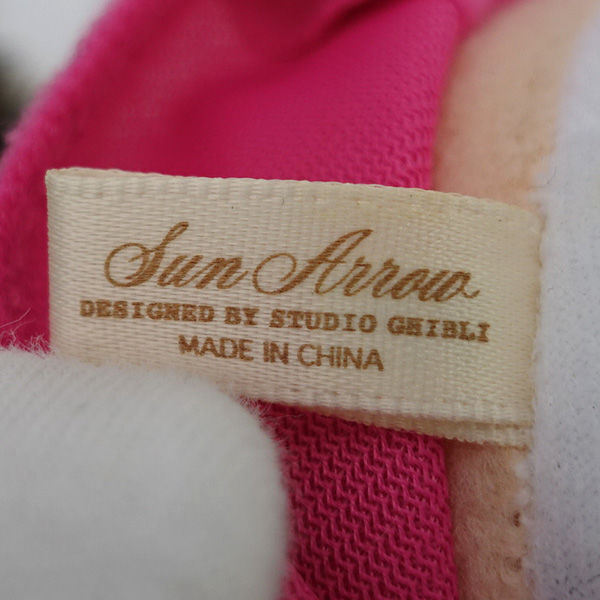 Sun Arrow
DESIGNED BY STUDIO GHIBLI
MADE IN CHINA